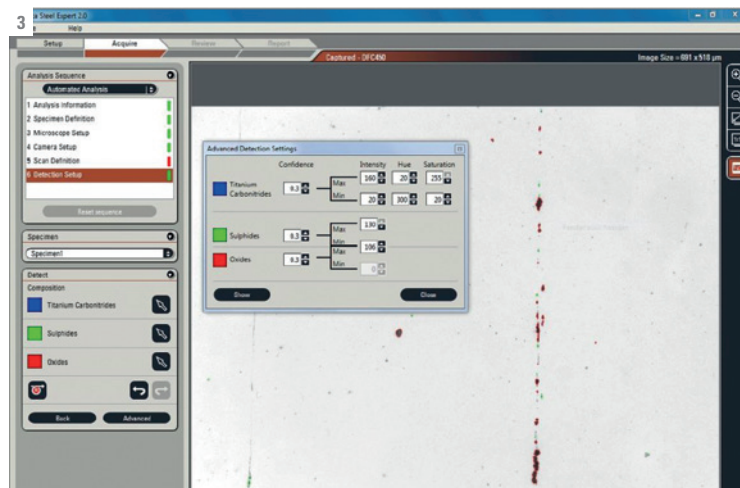 3
a Steel Expert 2.0
Help
Setup Acquire Review Report
Captured - DFC450 Image Size = 691 x 518 µm
Analysis Sequence
Automated Analysis
1 Analysis Information
2 Specimen Definition
3 Microscope Setup
4 Camera Setup
5 Scan Definition
6 Detection Setup
Reset sequence
Specimen
Specimen1
Detect
Composition
Titanium Carbontrides
Sulphides
Oxides
Back Advanced
Advanced Detection Settings
Confidence Intensity Hue Saturation
Titanium
Carbonitrides
0.3 Max 160 20 255
Min 20 300 20
Sulphides 0.3 Max 130
Min 106
Oxides 0.3 Max
Min 0
Show Close